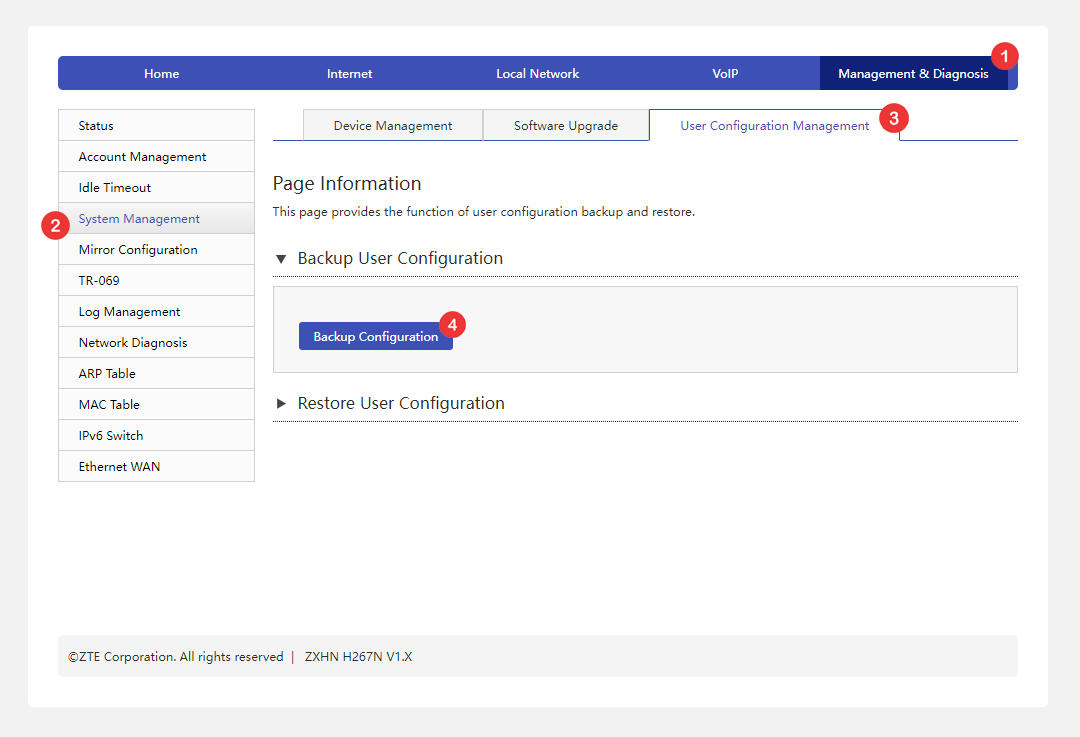 Home Internet Local Network VoIP Management & Diagnosis 1
Status
Account Management
Idle Timeout
2 System Management
Mirror Configuration
TR-069
Log Management
Network Diagnosis
ARP Table
MAC Table
IPv6 Switch
Ethernet WAN
Device Management Software Upgrade User Configuration Management 3
Page Information
This page provides the function of user configuration backup and restore.
▼ Backup User Configuration
Backup Configuration 4
▶ Restore User Configuration
©ZTE Corporation. All rights reserved | ZXHN H267N V1.X